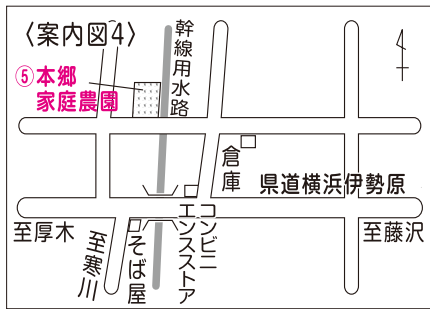 〈案内図4〉
⑤本郷
家庭農園
幹線用水路
倉庫
県道横浜伊勢原
コンビニ
エンスストア
至厚木
至寒川
そば屋
至藤沢